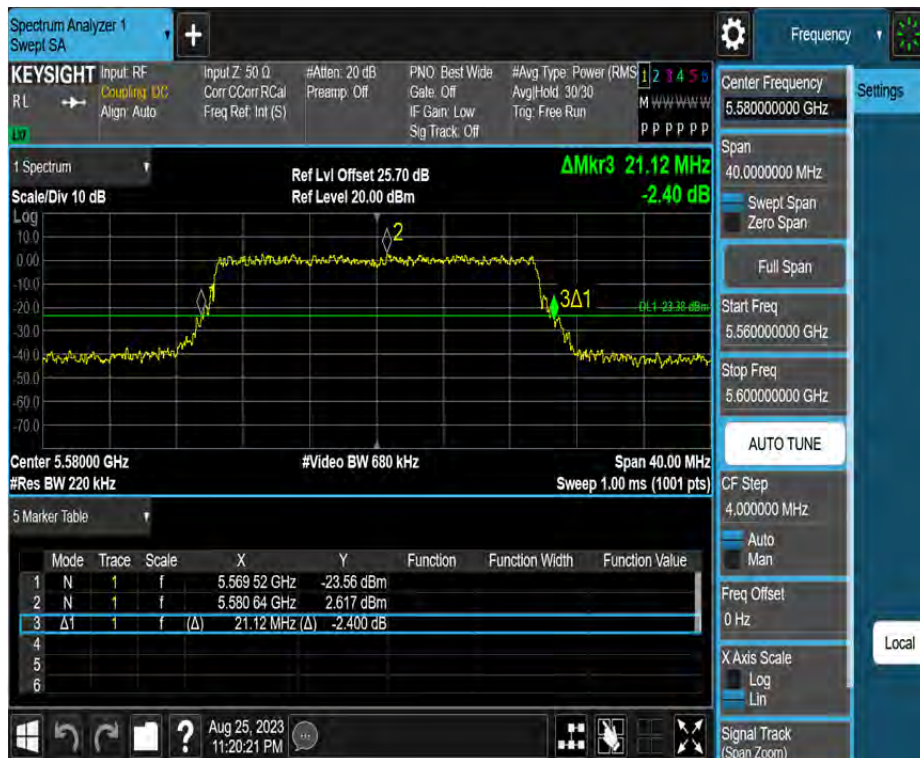 Spectrum Analyzer 1
Swept SA
Frequency
KEYSIGHT
RL
LXI
Input: RF
Coupling: DC
Align: Auto
Input Z: 50 Ω
Corr CCorr RCal
Freq Ref: Int (S)
#Atten: 20 dB
Preamp: Off
PNO: Best Wide
Gate: Off
IF Gain: Low
Sig Track: Off
#Avg Type: Power (RMS
Avg|Hold: 30/30
Trig: Free Run
1 2 3 4 5 6
M W W W W W
P P P P P P
Center Frequency
5.580000000 GHz
Settings
Span
40.0000000 MHz
Swept Span
Zero Span
Full Span
Start Freq
5.560000000 GHz
Stop Freq
5.600000000 GHz
AUTO TUNE
CF Step
4.000000 MHz
Auto
Man
Freq Offset
0 Hz
X Axis Scale
Log
Lin
Signal Track
(Span Zoom)
Local
1 Spectrum
Scale/Div 10 dB
Ref Lvl Offset 25.70 dB
Ref Level 20.00 dBm
ΔMkr3 21.12 MHz
-2.40 dB
Log
10.0
0.00
-10.0
-20.0
-30.0
-40.0
-50.0
-60.0
-70.0
2
1
3Δ1
DL1 -23.38 dBm
Center 5.58000 GHz
#Video BW 680 kHz
Span 40.00 MHz
#Res BW 220 kHz
Sweep 1.00 ms (1001 pts)
5 Marker Table
Mode Trace Scale X Y Function Function Width Function Value
1 N 1 f 5.569 52 GHz -23.56 dBm
2 N 1 f 5.580 64 GHz 2.617 dBm
3 Δ1 1 f (Δ) 21.12 MHz (Δ) -2.400 dB
4
5
6
?
Aug 25, 2023
11:20:21 PM